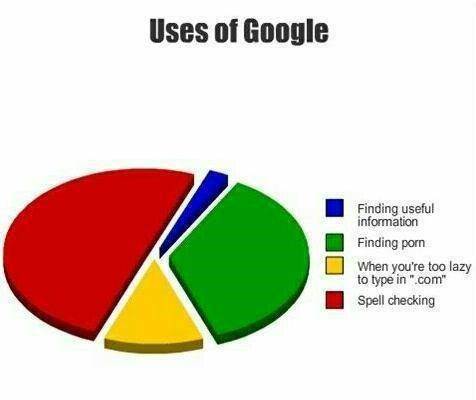 Uses of Google
Finding useful
information
Finding porn
When you're too lazy
to type in ".com"
Spell checking